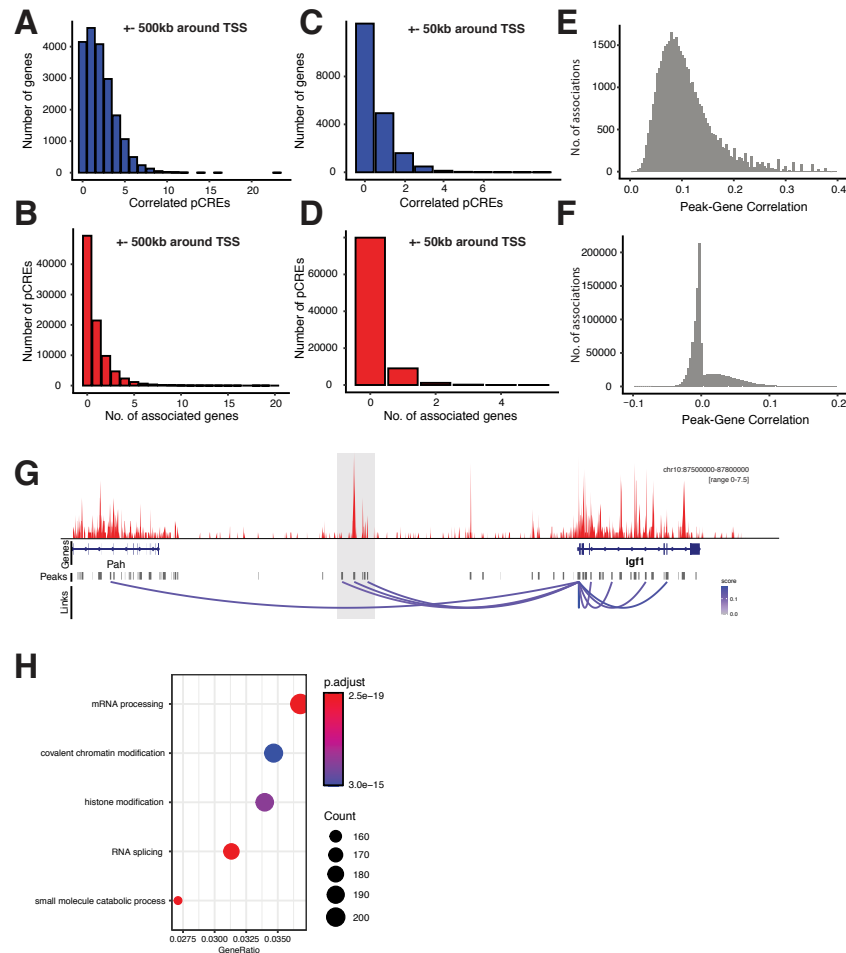 A
+- 500kb around TSS
Number of genes
4000
3000
2000
1000
0
0 5 10 15 20
Correlated pCREs
C
+- 50kb around TSS
Number of genes
8000
4000
0
0 2 4 6
Correlated pCREs
E
No. of associations
1500
1000
500
0
0.0 0.1 0.2 0.3 0.4
Peak-Gene Correlation
B
+- 500kb around TSS
Number of pCREs
40000
30000
20000
10000
0
0 5 10 15 20
No. of associated genes
D
+- 50kb around TSS
Number of pCREs
60000
40000
20000
0
0 2 4
No. of associated genes
F
No. of associations
200000
150000
100000
50000
0
−0.1 0.0 0.1 0.2
Peak-Gene Correlation
G
chr10:87500000-87800000
[range 0-7.5]
Genes
Pah
Igf1
Peaks
Links
score
0.1
0.0
H
mRNA processing
covalent chromatin modification
histone modification
RNA splicing
small molecule catabolic process
0.0275 0.0300 0.0325 0.0350
GeneRatio
p.adjust
2.5e-19
3.0e-15
Count
160
170
180
190
200